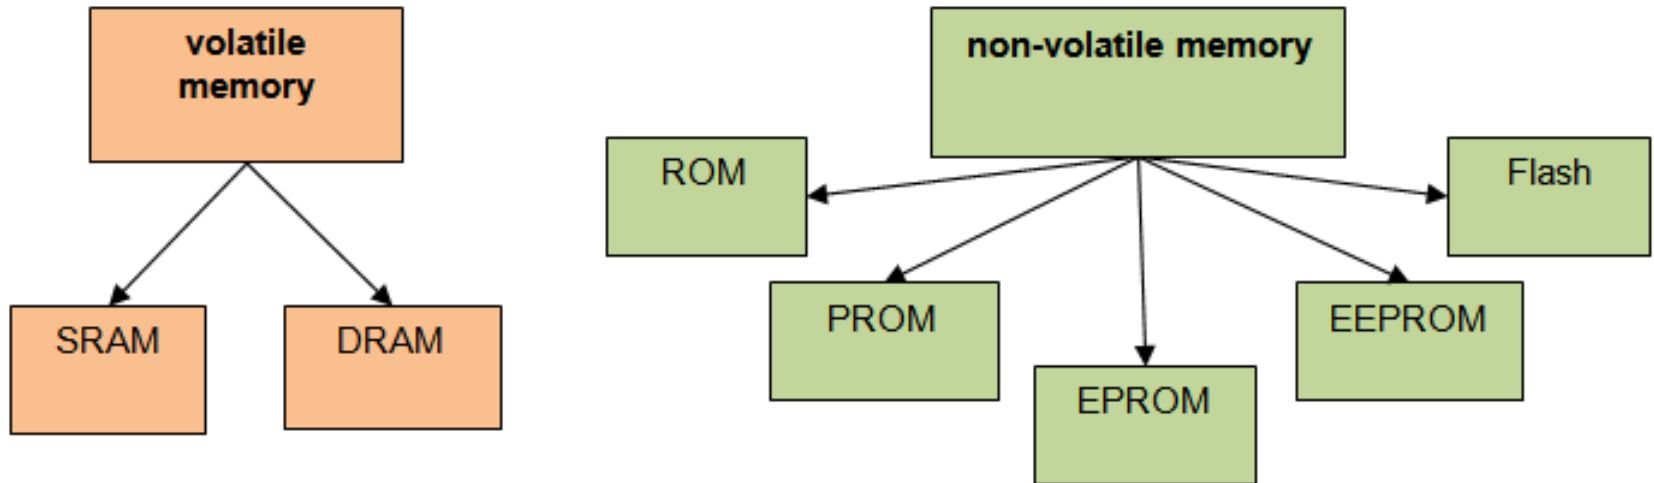 volatile
memory
SRAM
DRAM
non-volatile memory
ROM
PROM
EPROM
EEPROM
Flash